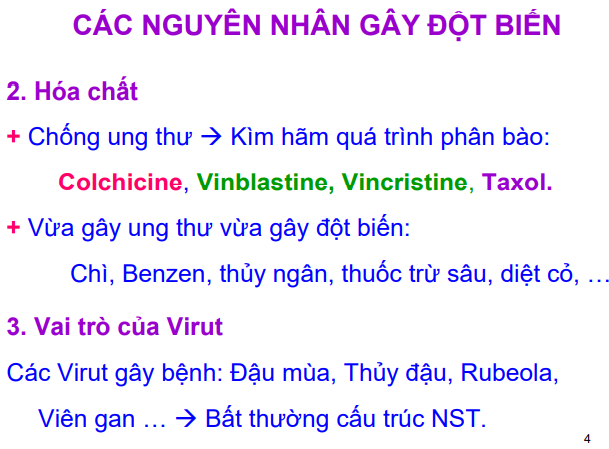 CÁC NGUYÊN NHÂN GÂY ĐỘT BIẾN
2. Hóa chất
+ Chống ung thư → Kìm hãm quá trình phân bào:
Colchicine, Vinblastine, Vincristine, Taxol.
+ Vừa gây ung thư vừa gây đột biến:
Chì, Benzen, thủy ngân, thuốc trừ sâu, diệt cỏ, …
3. Vai trò của Virut
Các Virut gây bệnh: Đậu mùa, Thủy đậu, Rubeola,
Viên gan … → Bất thường cấu trúc NST.
4